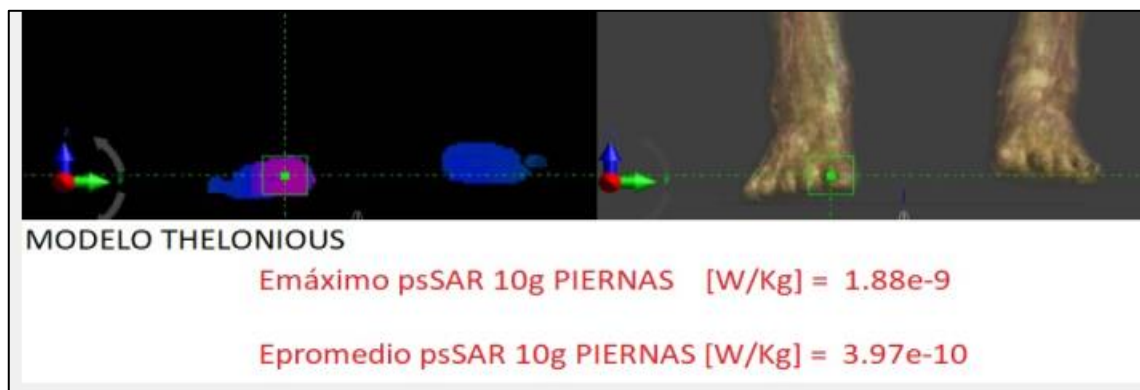 MODELO THELONIOUS
Emáximo psSAR 10g PIERNAS [W/Kg] = 1.88e-9
Epromedio psSAR 10g PIERNAS [W/Kg] = 3.97e-10